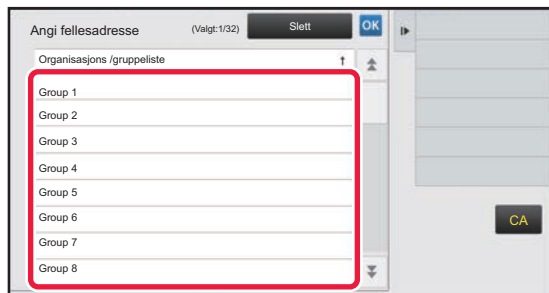 Angi fellesadresse (Valgt:1/32) Slett OK
Organisasjons /gruppeliste
Group 1
Group 2
Group 3
Group 4
Group 5
Group 6
Group 7
Group 8
CA